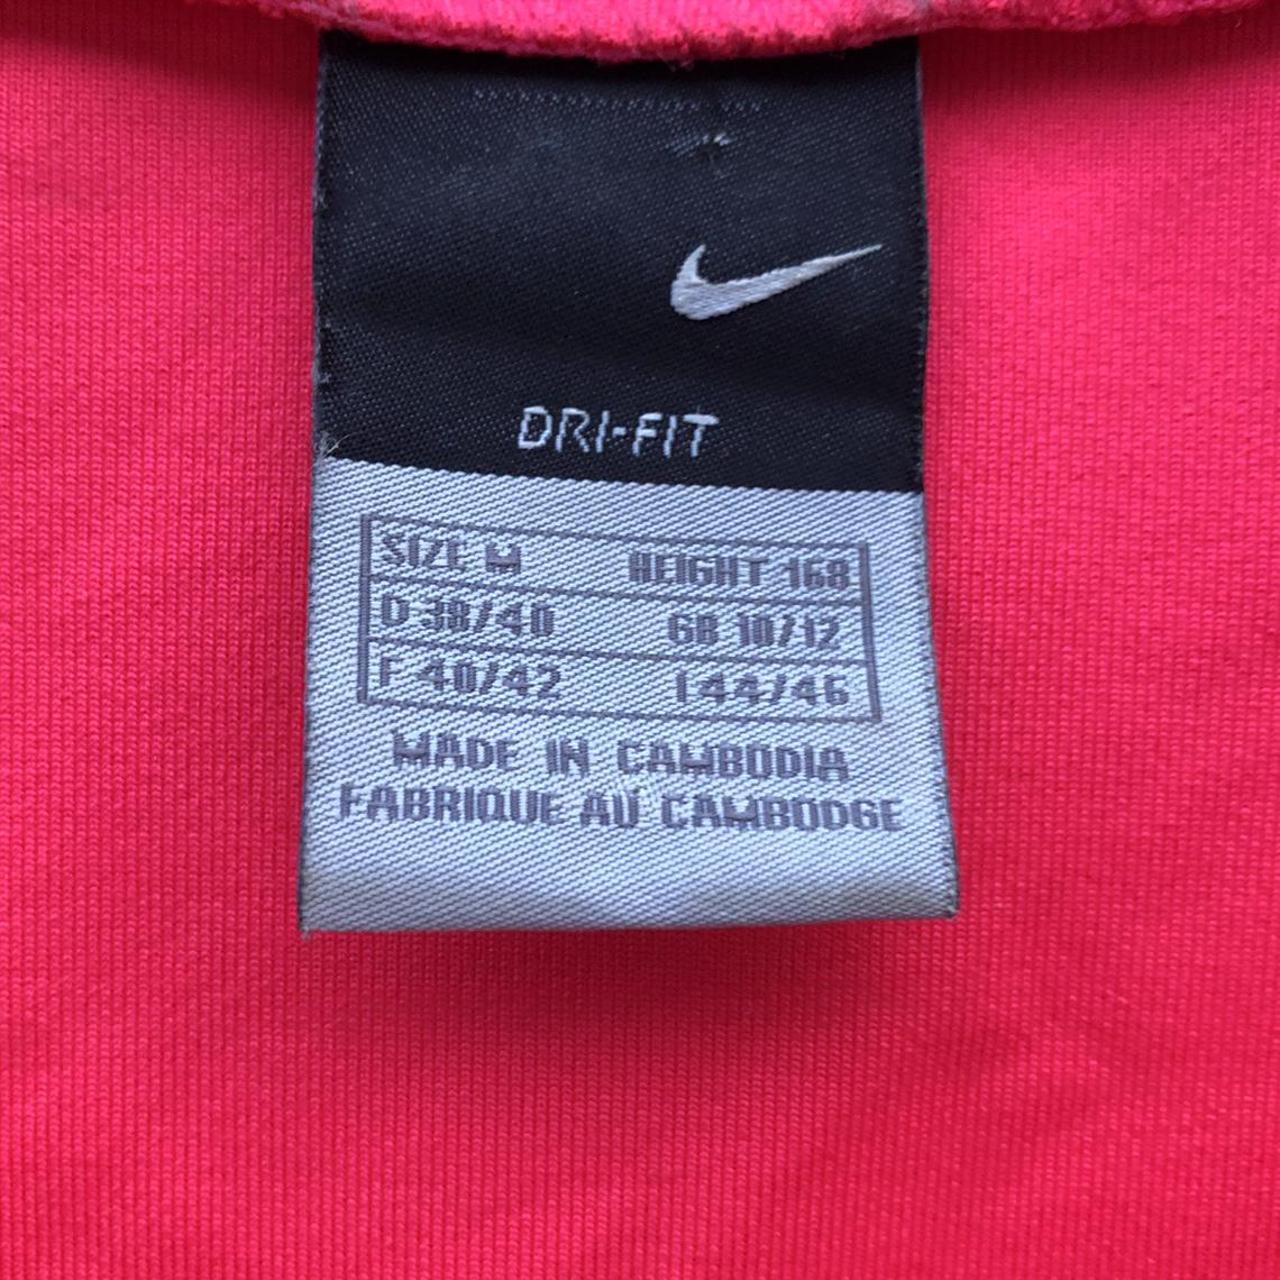 DRI-FIT
SIZE M HEIGHT 168
D 38/40 GB 10/12
F 40/42 I 44/46
MADE IN CAMBODIA
FABRIQUE AU CAMBODGE